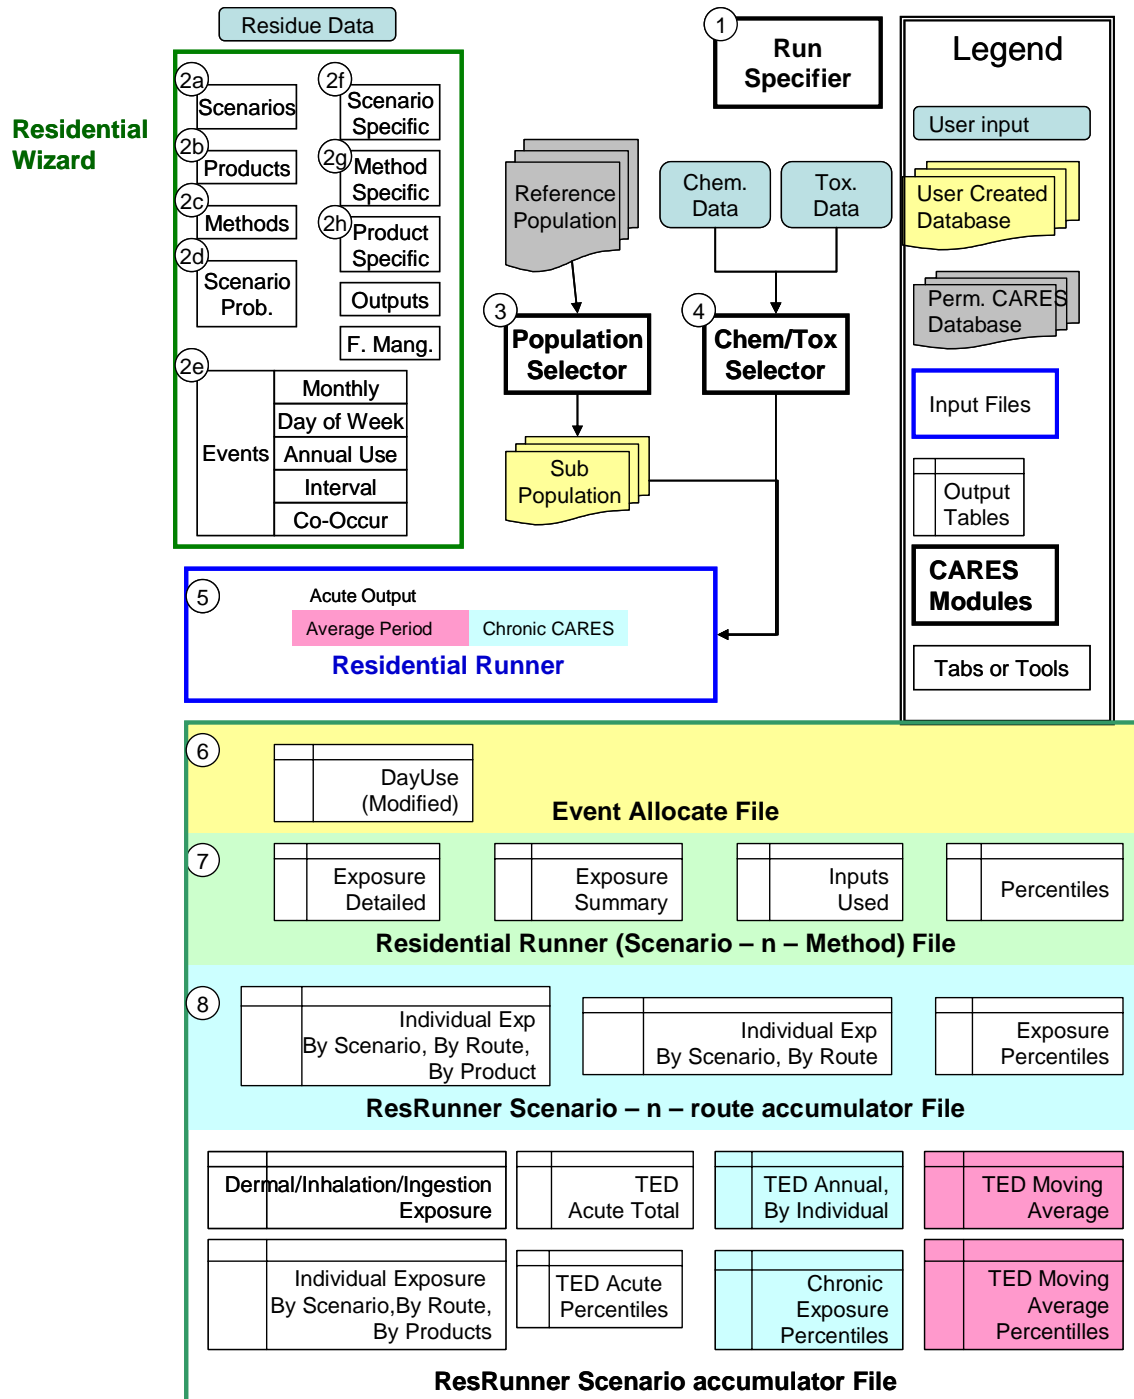 Residue Data
1
Run
Specifier
Legend
Residential
Wizard
2a
Scenarios
2b
Products
2c
Methods
2d
Scenario
Prob.
2e
Events
Monthly
Day of Week
Annual Use
Interval
Co-Occur
2f
Scenario
Specific
2g
Method
Specific
2h
Product
Specific
Outputs
F. Mang.
Reference
Population
Chem.
Data
Tox.
Data
3
Population
Selector
4
Chem/Tox
Selector
Sub
Population
User input
User Created
Database
Perm. CARES
Database
Input Files
Output
Tables
CARES
Modules
Tabs or Tools
5
Acute Output
Average Period
Chronic CARES
Residential Runner
6
DayUse
(Modified)
Event Allocate File
7
Exposure
Detailed
Exposure
Summary
Inputs
Used
Percentiles
Residential Runner (Scenario – n – Method) File
8
Individual Exp
By Scenario, By Route,
By Product
Individual Exp
By Scenario, By Route
Exposure
Percentiles
ResRunner Scenario – n – route accumulator File
Dermal/Inhalation/Ingestion
Exposure
TED
Acute Total
TED Annual,
By Individual
TED Moving
Average
Individual Exposure
By Scenario,By Route,
By Products
TED Acute
Percentiles
Chronic
Exposure
Percentiles
TED Moving
Average
Percentilles
ResRunner Scenario accumulator File